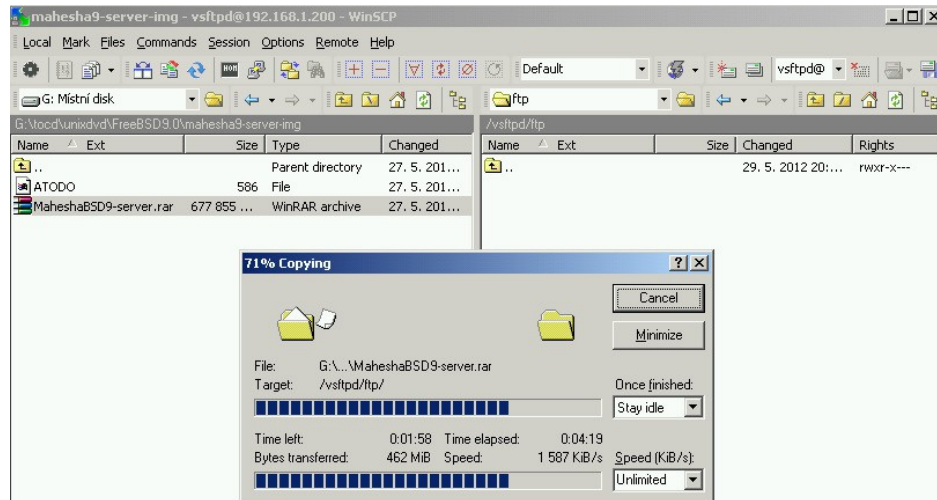 mahesha9-server-img - vsftpd@192.168.1.200 - WinSCP
Local Mark Files Commands Session Options Remote Help
Default vsftpd@
G: Místní disk
ftp
G:\tocd\unixdvd\FreeBSD9.0\mahesha9-server-img
/vsftpd/ftp
Name Ext Size Type Changed
Name Ext Size Changed Rights
.. Parent directory 27. 5. 201...
.. 29. 5. 2012 20:... rwxr-x---
ATODO 586 File 27. 5. 201...
MaheshaBSD9-server.rar 677 855 ... WinRAR archive 27. 5. 201...
71% Copying
Cancel
Minimize
File: G:\...\MaheshaBSD9-server.rar
Target: /vsftpd/ftp/
Once finished:
Stay idle
Time left: 0:01:58 Time elapsed: 0:04:19
Bytes transferred: 462 MiB Speed: 1 587 KiB/s
Speed (KiB/s):
Unlimited